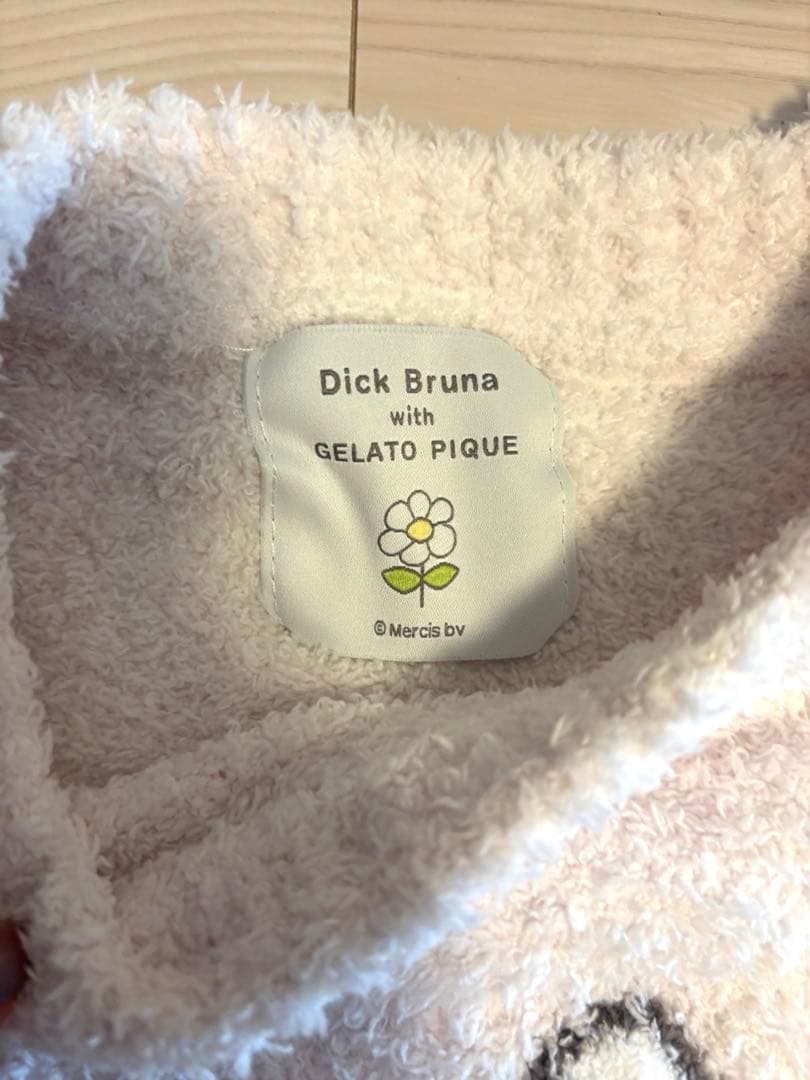 Dick Bruna
with
GELATO PIQUE
© Mercis bv